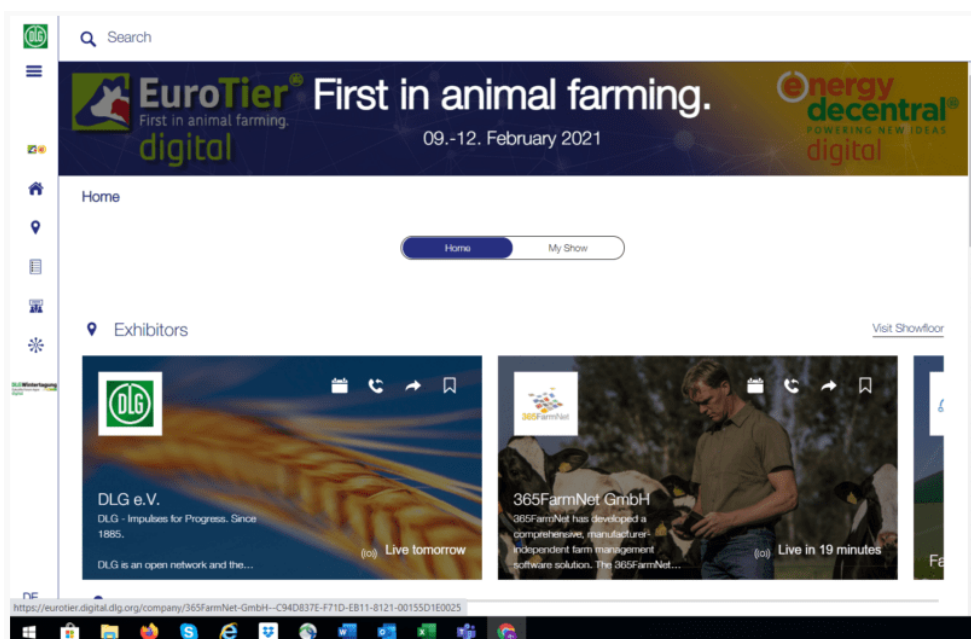 DLG
Search
EuroTier®
First in animal farming.
digital
First in animal farming.
09.-12. February 2021
energy
decentral®
POWERING NEW IDEAS
digital
Home
Home
My Show
Exhibitors
Visit Showfloor
DLG
DLG e.V.
DLG - Impulses for Progress. Since
1885.
DLG is an open network and the...
Live tomorrow
365FarmNet
365FarmNet GmbH
365FarmNet has developed a
comprehensive, manufacturer-
independent farm management
software solution. The 365FarmNet...
Live in 19 minutes
Fa
DLG Wintertagung
digital
DE
https://eurotier.digital.dlg.org/company/365FarmNet-GmbH--C94D837E-F71D-EB11-8121-00155D1E0025